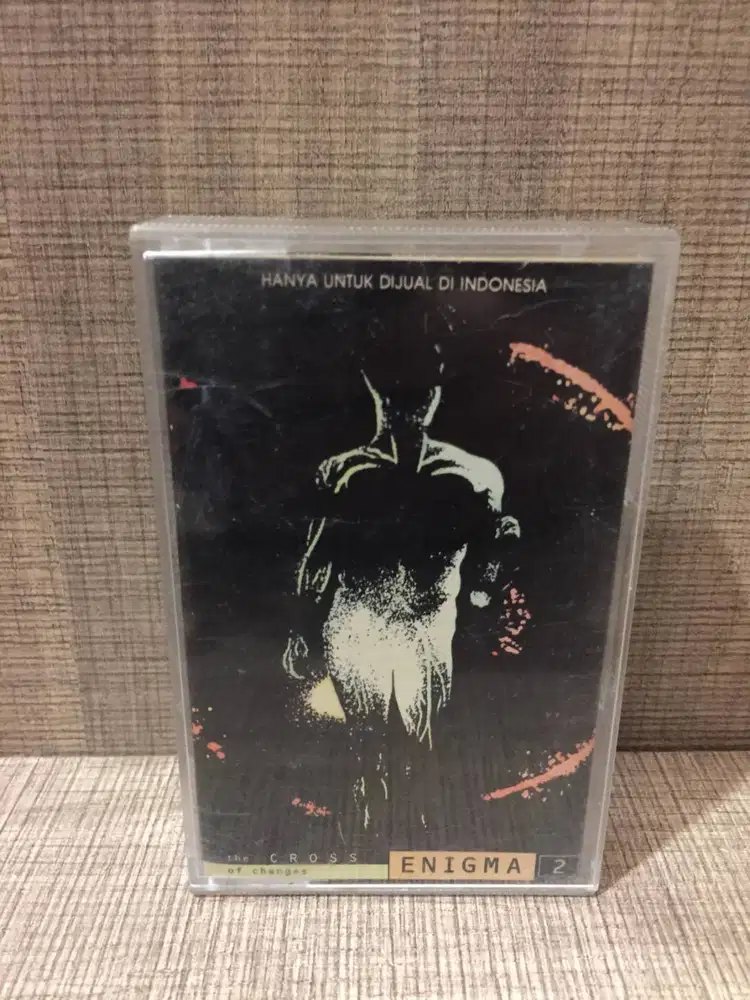 HANYA UNTUK DIJUAL DI INDONESIA
the CROSS
of changes
ENIGMA 2